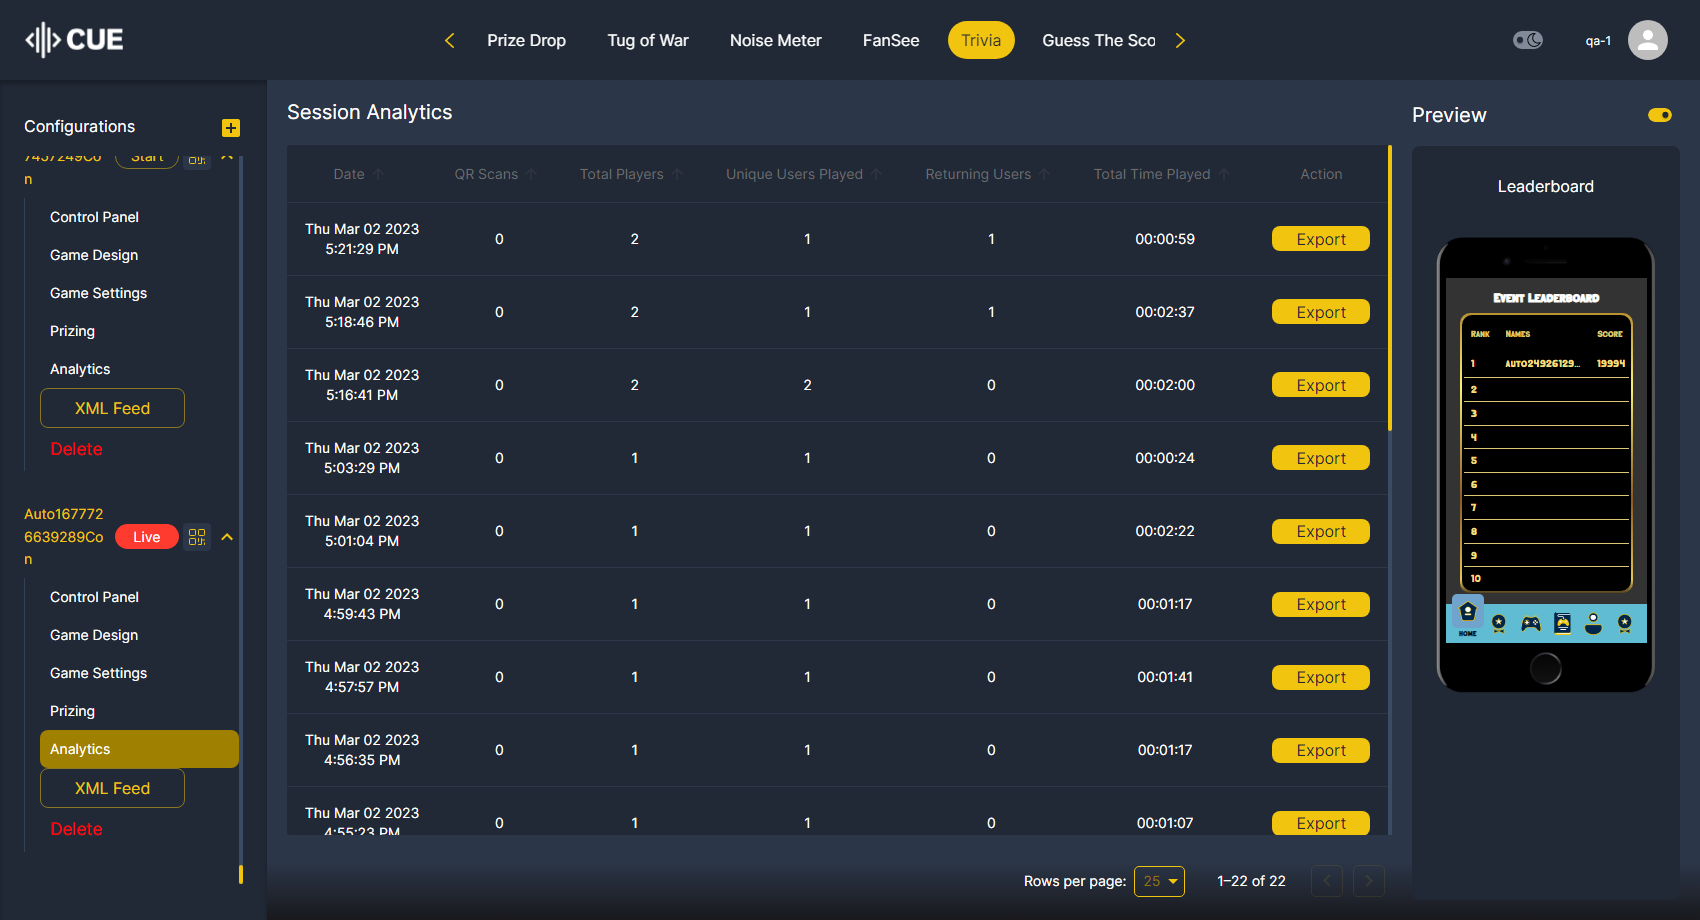 CUE
Prize Drop
Tug of War
Noise Meter
FanSee
Trivia
Guess The Sco
qa-1
Configurations
7457249Co
n
Start
Control Panel
Game Design
Game Settings
Prizing
Analytics
XML Feed
Delete
Auto167772
6639289Co
n
Live
Control Panel
Game Design
Game Settings
Prizing
Analytics
XML Feed
Delete
Session Analytics
Date QR Scans Total Players Unique Users Played Returning Users Total Time Played Action
Thu Mar 02 2023
5:21:29 PM
0 2 1 1 00:00:59 Export
Thu Mar 02 2023
5:18:46 PM
0 2 1 1 00:02:37 Export
Thu Mar 02 2023
5:16:41 PM
0 2 2 0 00:02:00 Export
Thu Mar 02 2023
5:03:29 PM
0 1 1 0 00:00:24 Export
Thu Mar 02 2023
5:01:04 PM
0 1 1 0 00:02:22 Export
Thu Mar 02 2023
4:59:43 PM
0 1 1 0 00:01:17 Export
Thu Mar 02 2023
4:57:57 PM
0 1 1 0 00:01:41 Export
Thu Mar 02 2023
4:56:35 PM
0 1 1 0 00:01:17 Export
Thu Mar 02 2023
4:55:23 PM
0 1 1 0 00:01:07 Export
Rows per page: 25 1–22 of 22
Preview
Leaderboard
Event Leaderboard
Rank Names Score
1 auto24926129... 19994
2
3
4
5
6
7
8
9
10
HOME